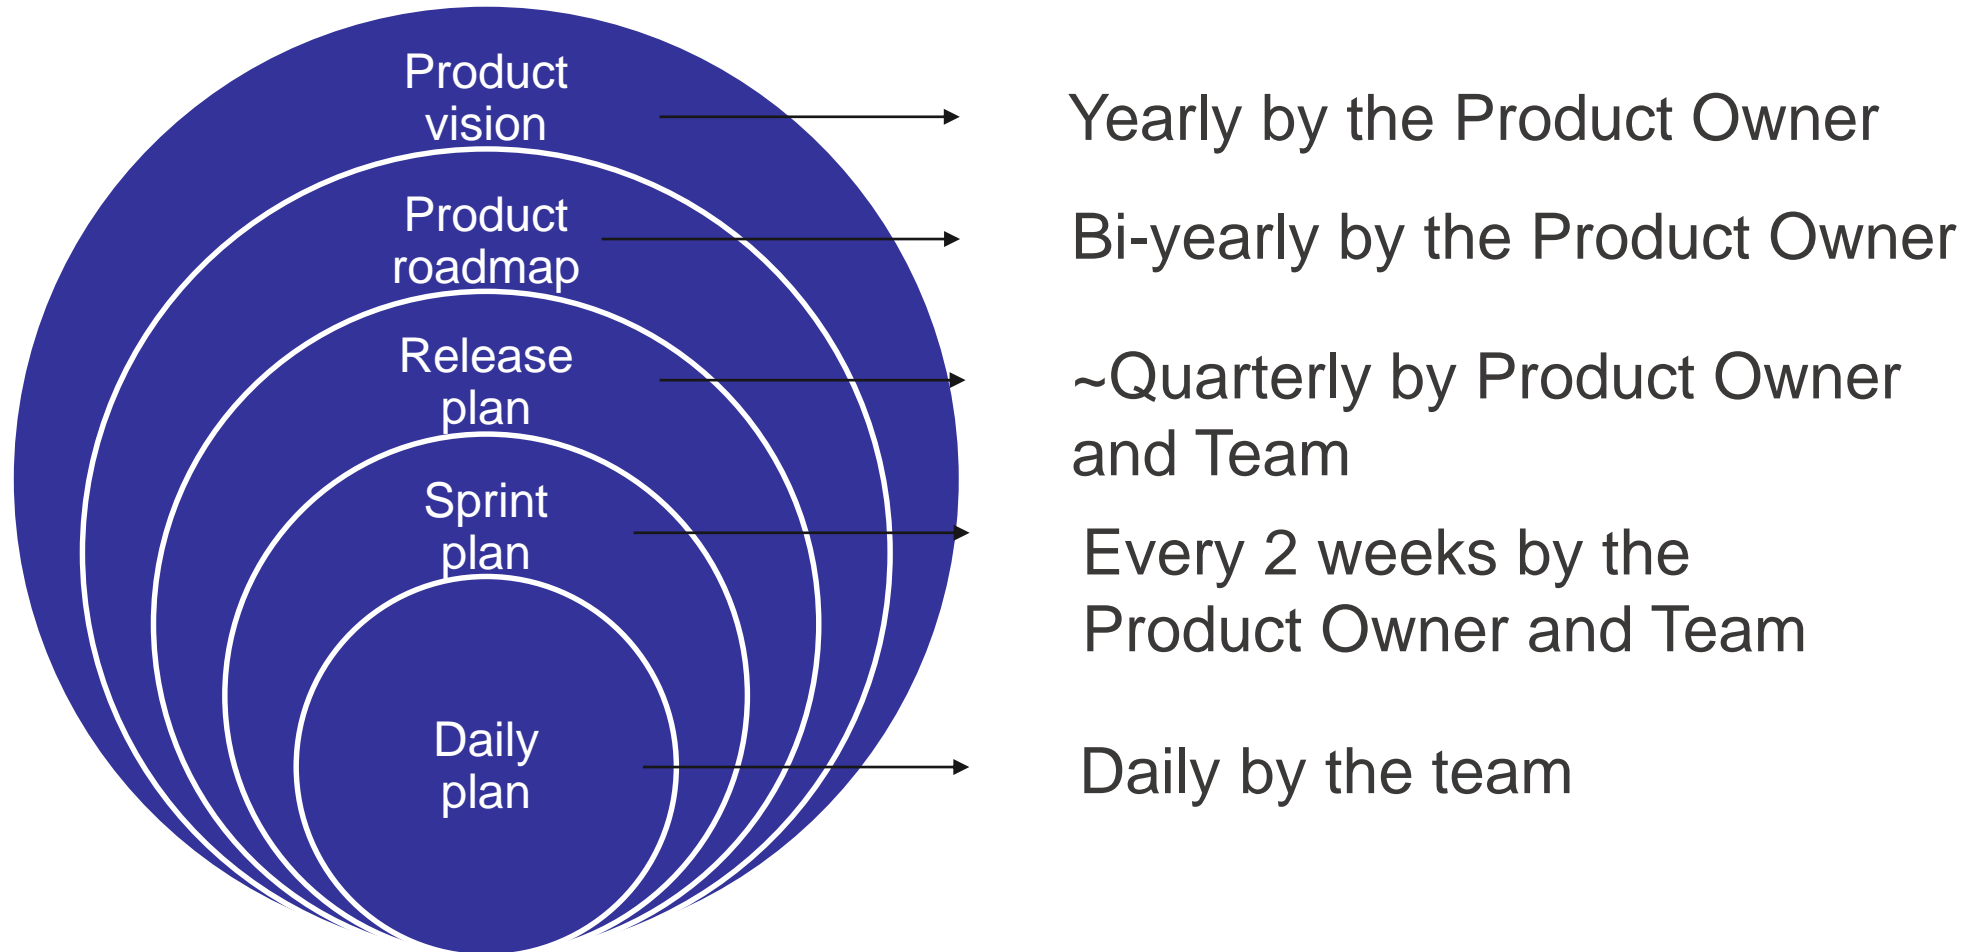 Product
vision
Yearly by the Product Owner
Product
roadmap
Bi-yearly by the Product Owner
Release
plan
~Quarterly by Product Owner
and Team
Sprint
plan
Every 2 weeks by the
Product Owner and Team
Daily
plan
Daily by the team